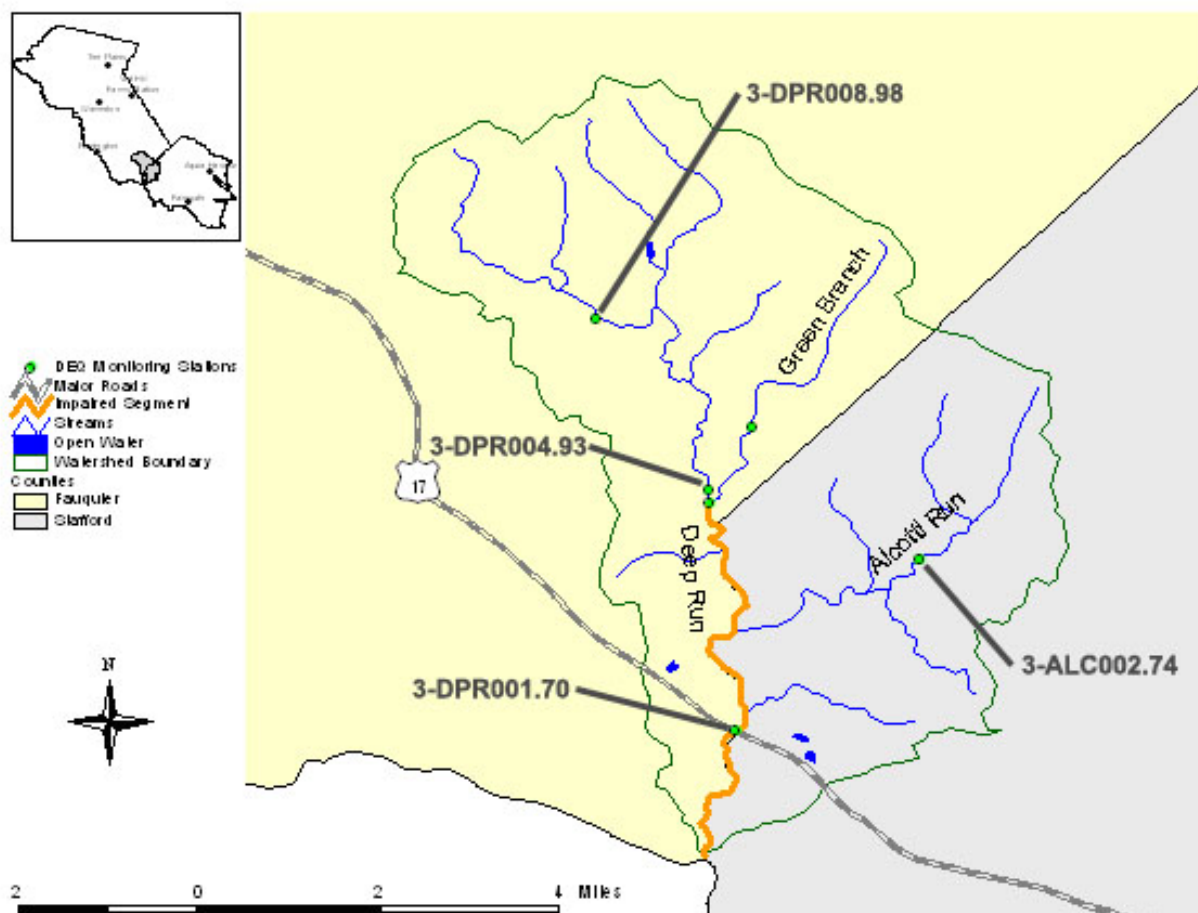 3-DPR008.98
Green Branch
DEQ Monitoring Stations
Major Roads
Impaired Segment
Streams
Open Water
Watershed Boundary
Counties
Fauquier
Stafford
3-DPR004.93
17
Deep Run
Alcotti Run
3-ALC002.74
3-DPR001.70
N
2 0 2 4 Miles